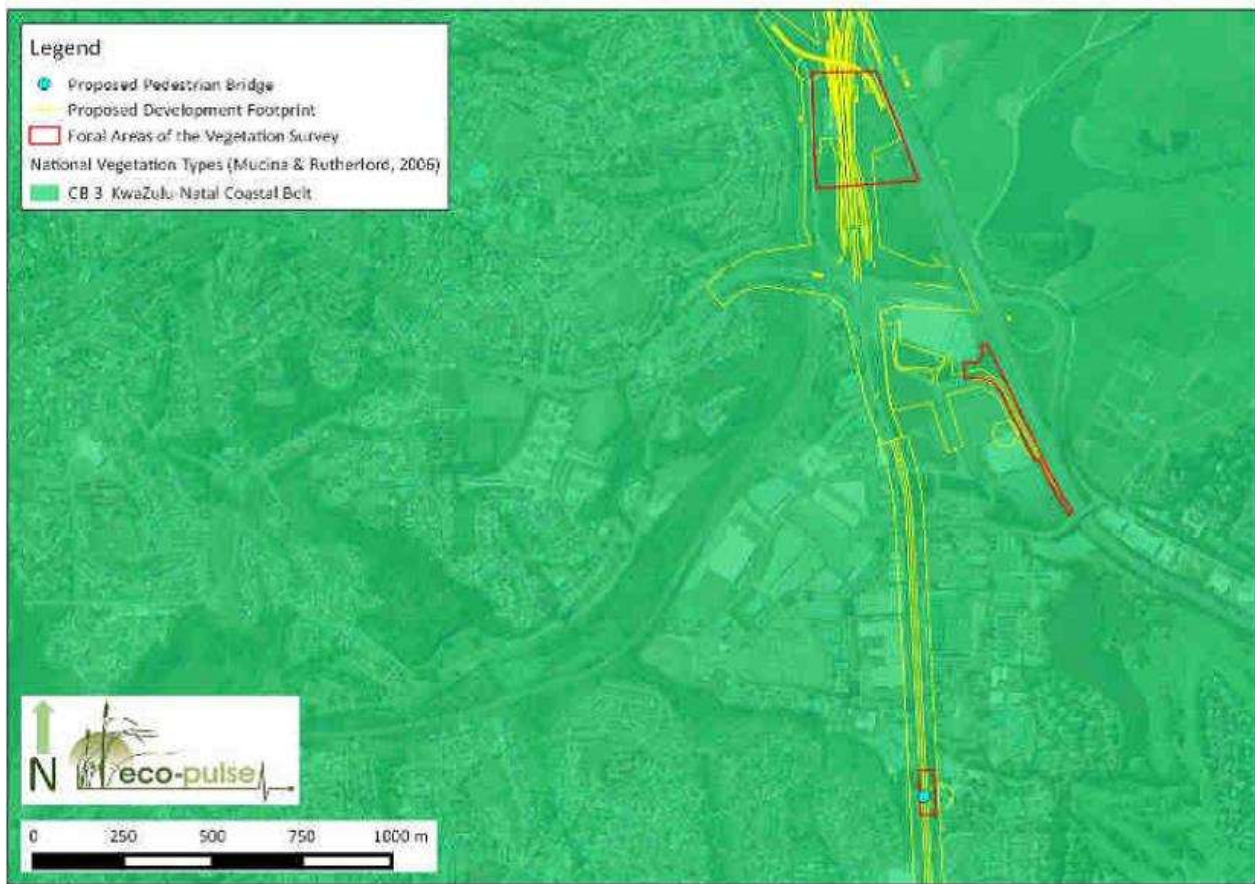 Legend
Proposed Pedestrian Bridge
Proposed Development Footprint
Focal Areas of the Vegetation Survey
National Vegetation Types (Mucina & Rutherford, 2006)
CB 3 KwaZulu-Natal Coastal Belt
N
eco-pulse
0 250 500 750 1000 m